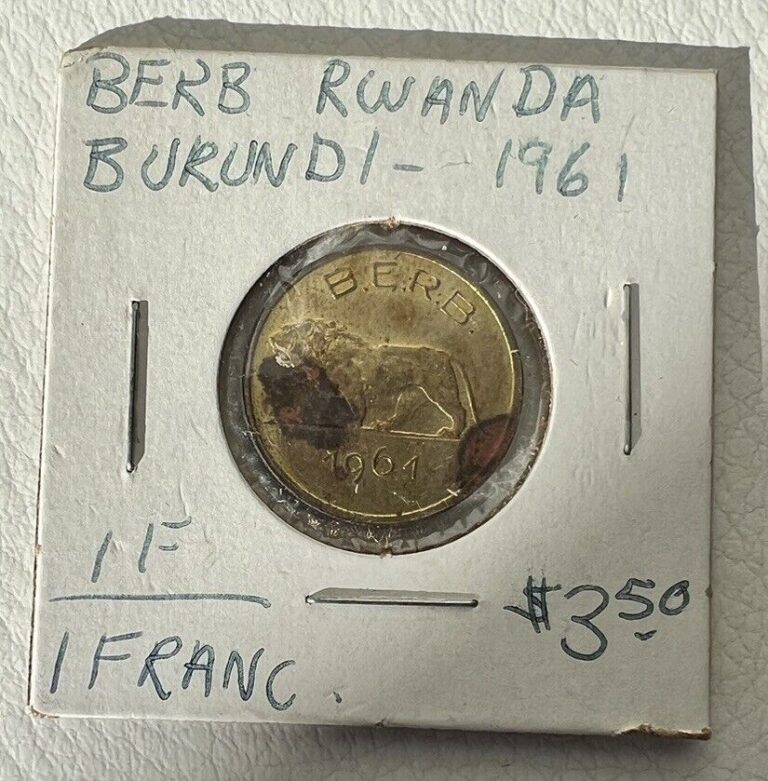 BERB RWANDA
BURUNDI - 1961
B.E.R.B.
1961
1F
1 FRANC.
$3.50